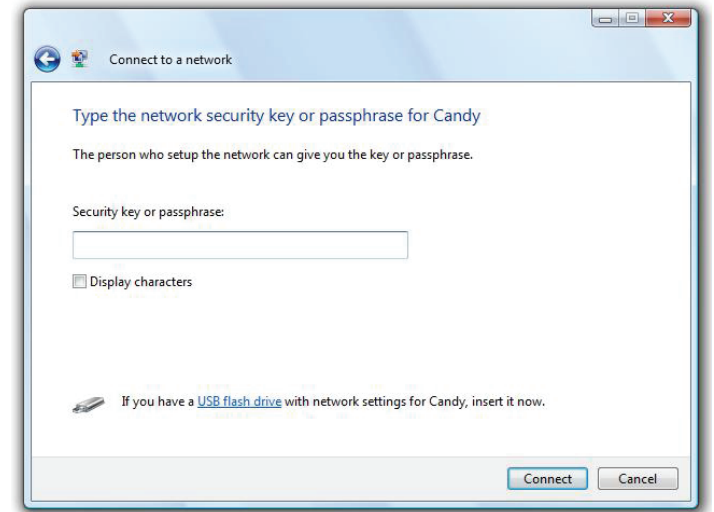 Connect to a network
Type the network security key or passphrase for Candy
The person who setup the network can give you the key or passphrase.
Security key or passphrase:
Display characters
If you have a USB flash drive with network settings for Candy, insert it now.
Connect
Cancel